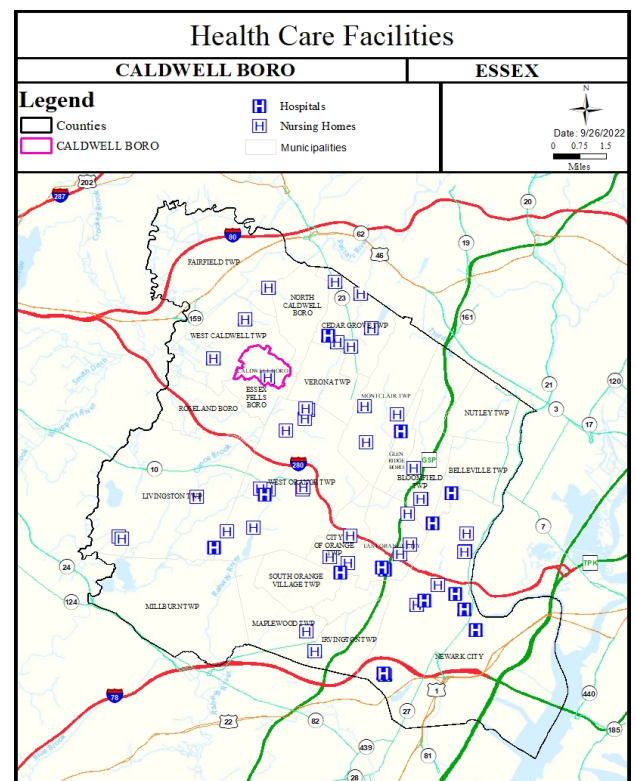 Health Care Facilities
CALDWELL BORO
ESSEX
Legend
Counties
CALDWELL BORO
H Hospitals
H Nursing Homes
Municipalities
N
Date: 9/26/2022
0 0.75 1.5
Miles
202
287
20
62
80
19
46
FAIRFIELD TWP
NORTH
CALDWELL
BORO
23
159
161
CEDAR GROVE TWP
WEST CALDWELL TWP
CALDWELL BORO
ESSEX
FELLS
BORO
VERONA TWP
21
120
MONTCLAIR TWP
ROSELAND BORO
NUTLEY TWP
3
17
GLEN
RIDGE
BORO
GSP
10
280
BLOOMFIELD
TWP
BELLEVILLE TWP
WEST ORANGE TWP
LIVINGSTON TWP
7
CITY
OF ORANGE
TWP
TPK
24
SOUTH ORANGE
VILLAGE TWP
124
MILLBURN TWP
MAPLEWOOD TWP
IRVINGTON TWP
NEWARK CITY
78
1
440
27
22
82
185
439
81
28